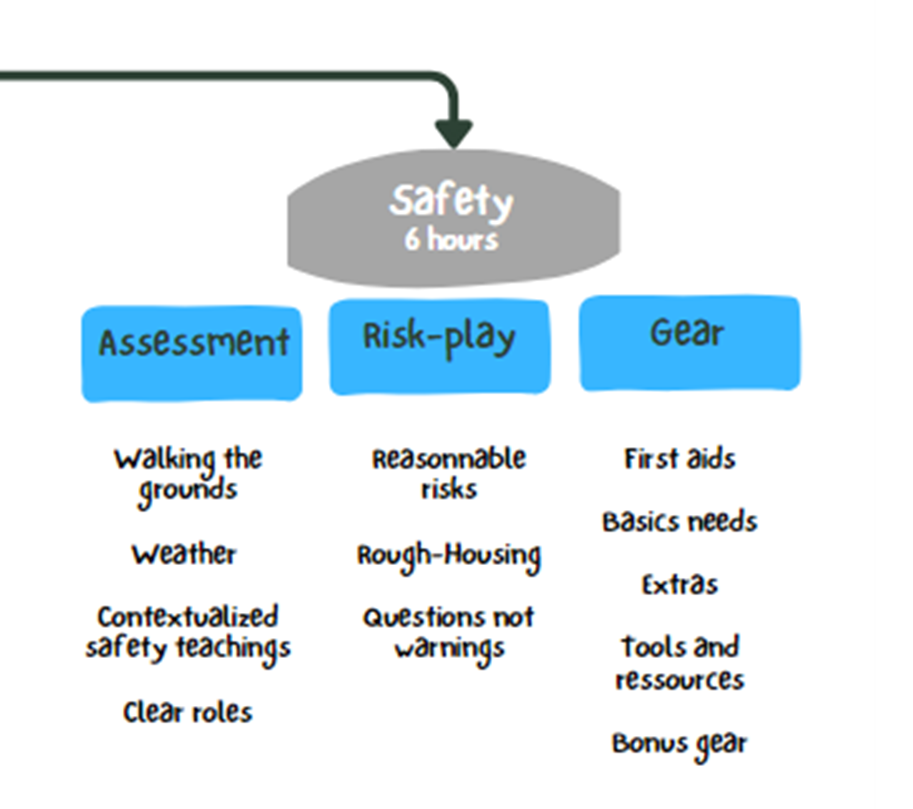 Safety
6 hours
Assessment
Risk-play
Gear
Walking the
grounds
Weather
Contextualized
safety teachings
Clear roles
Reasonnable
risks
Rough-Housing
Questions not
warnings
First aids
Basics needs
Extras
Tools and
ressources
Bonus gear